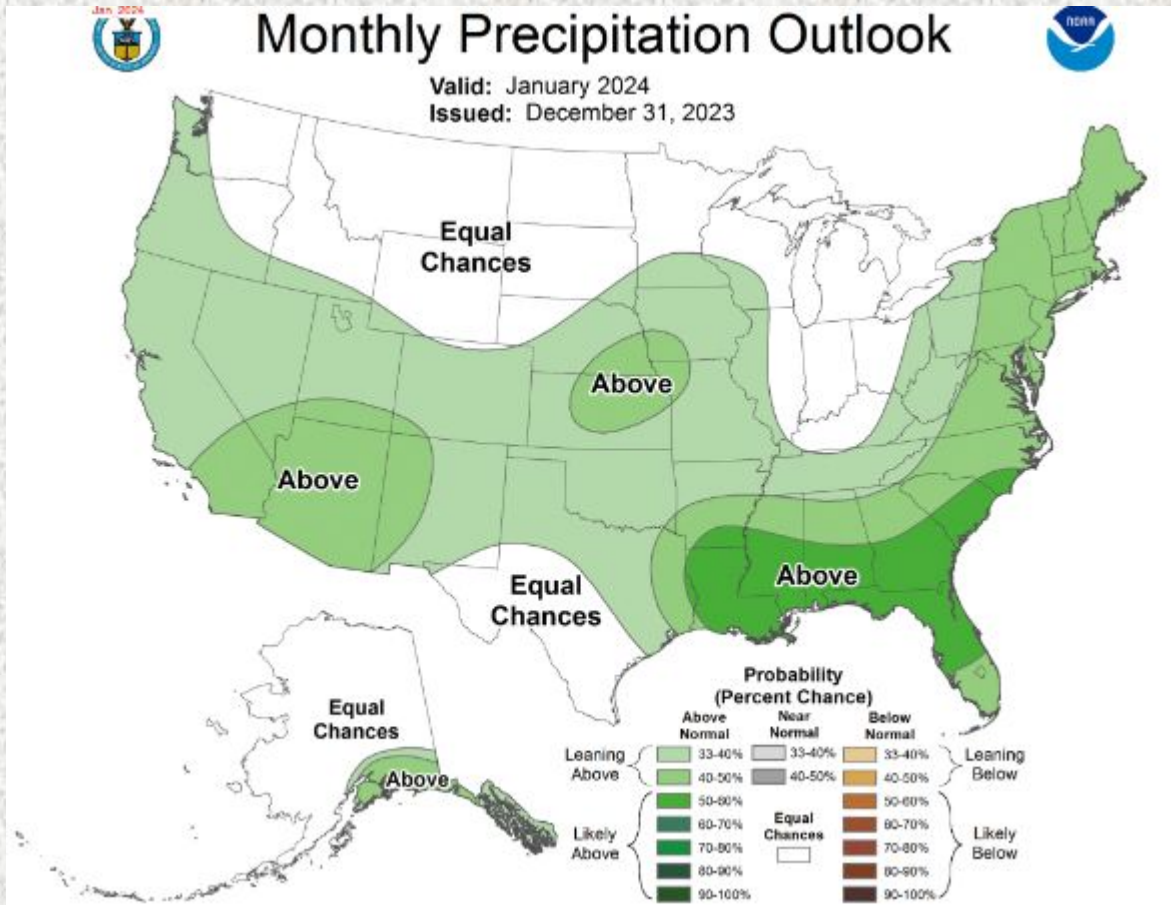 Jan 2024
Monthly Precipitation Outlook
NOAA
Valid: January 2024
Issued: December 31, 2023
Equal
Chances
Above
Above
Above
Equal
Chances
Equal
Chances
Above
Probability
(Percent Chance)
Above
Normal
Near
Normal
Below
Normal
Leaning
Above
33-40%
40-50%
33-40%
40-50%
33-40%
40-50%
Leaning
Below
Likely
Above
50-60%
60-70%
70-80%
80-90%
90-100%
Equal
Chances
50-60%
60-70%
70-80%
80-90%
90-100%
Likely
Below